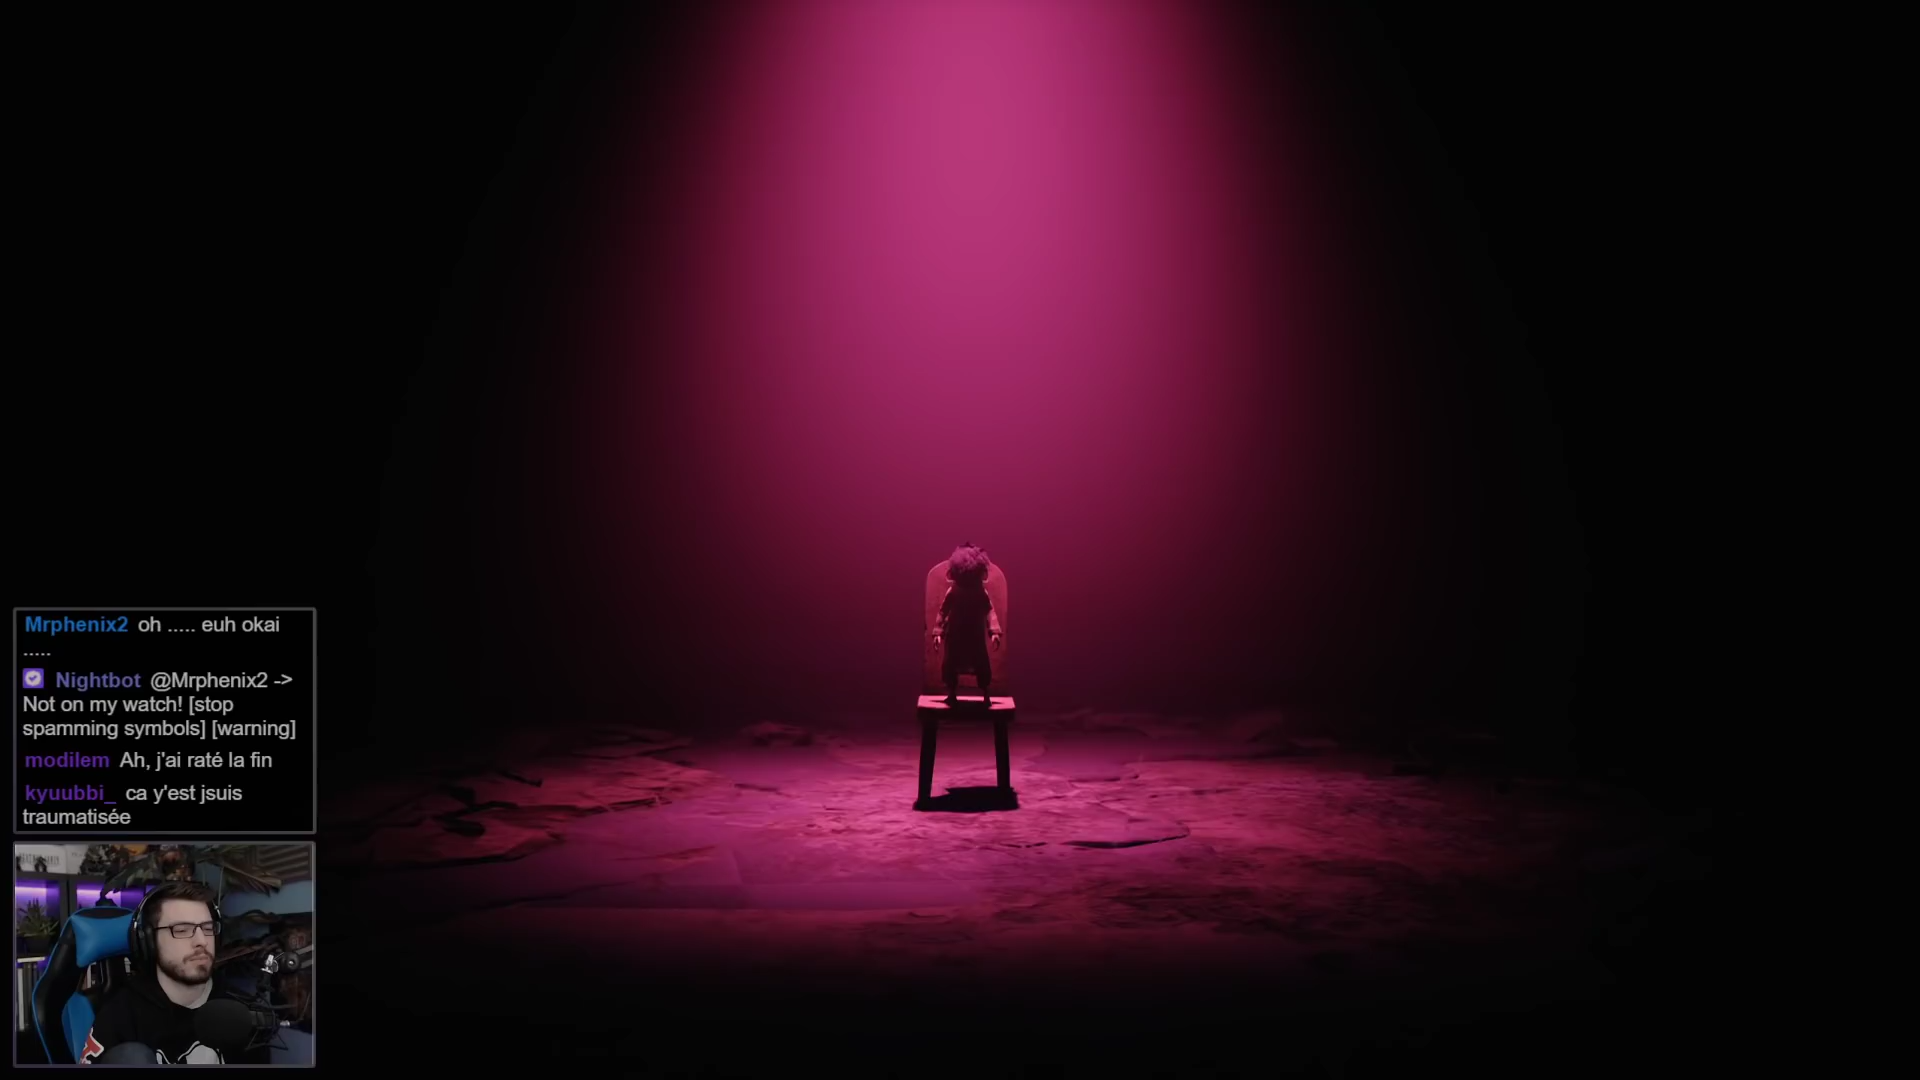 Mrphenix2 oh ..... euh okai
.....
Nightbot @Mrphenix2 ->
Not on my watch! [stop
spamming symbols] [warning]
modilem Ah, j'ai raté la fin
kyuubbi_ ca y'est jsuis
traumatisée